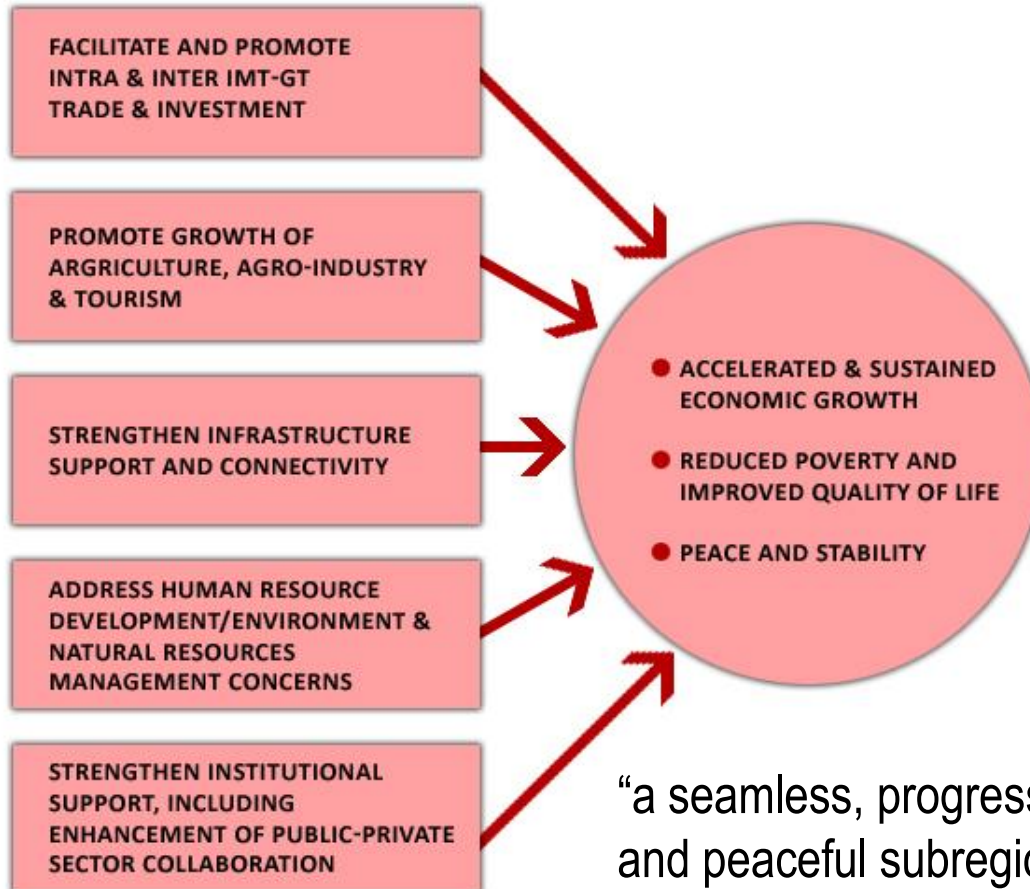 FACILITATE AND PROMOTE
INTRA & INTER IMT-GT
TRADE & INVESTMENT
PROMOTE GROWTH OF
ARGRICULTURE, AGRO-INDUSTRY
& TOURISM
STRENGTHEN INFRASTRUCTURE
SUPPORT AND CONNECTIVITY
ADDRESS HUMAN RESOURCE
DEVELOPMENT/ENVIRONMENT &
NATURAL RESOURCES
MANAGEMENT CONCERNS
STRENGTHEN INSTITUTIONAL
SUPPORT, INCLUDING
ENHANCEMENT OF PUBLIC-PRIVATE
SECTOR COLLABORATION
● ACCELERATED & SUSTAINED
ECONOMIC GROWTH
● REDUCED POVERTY AND
IMPROVED QUALITY OF LIFE
● PEACE AND STABILITY
“a seamless,
and peaceful